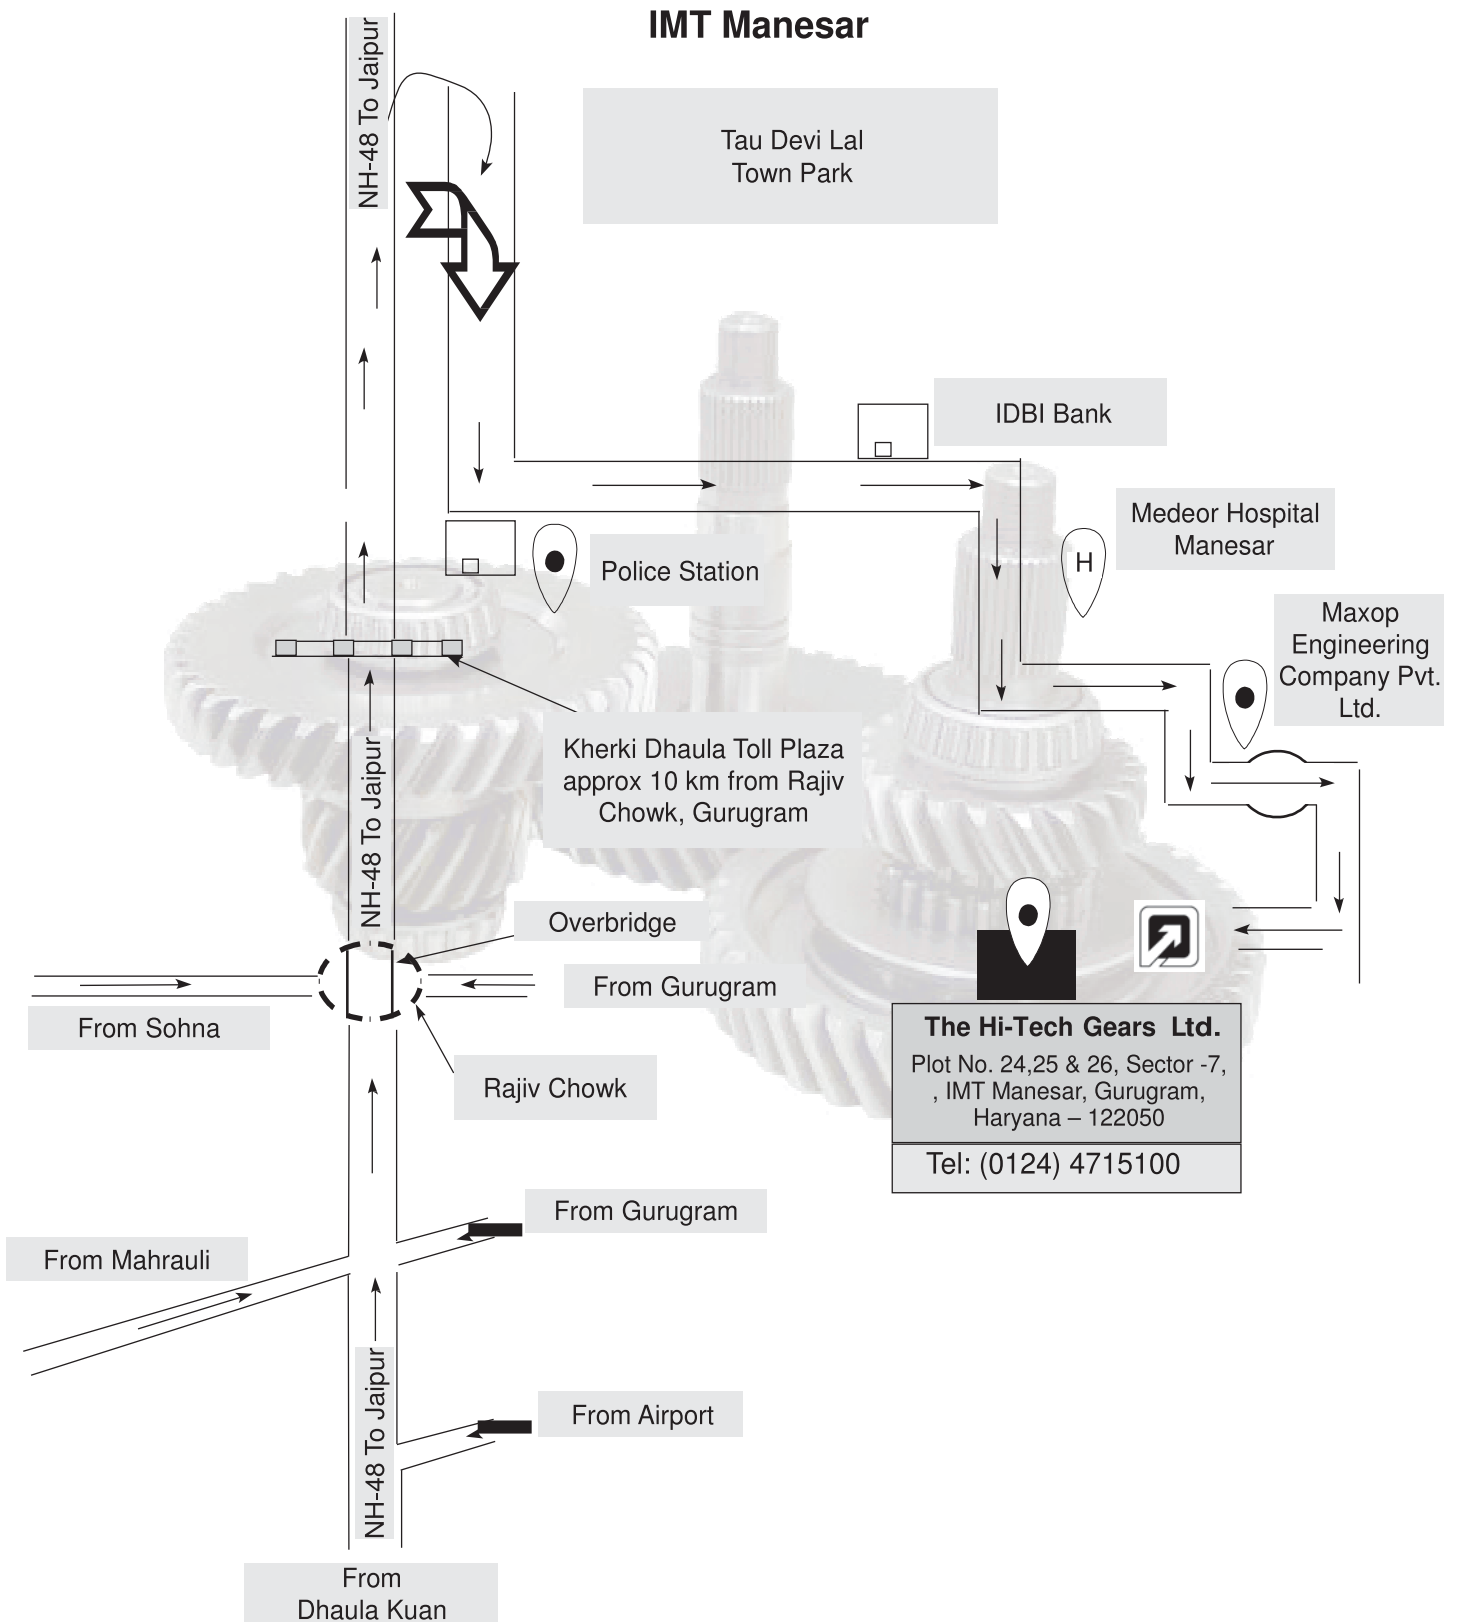 IMT Manesar
NH-48 To Jaipur
Tau Devi Lal
Town Park
IDBI Bank
Medeor Hospital
Manesar
H
Police Station
Maxop
Engineering
Company Pvt.
Ltd.
Kherki Dhaula Toll Plaza
approx 10 km from Rajiv
Chowk, Gurugram
NH-48 To Jaipur
Overbridge
From Gurugram
From Sohna
Rajiv Chowk
The Hi-Tech Gears Ltd.
Plot No. 24,25 & 26, Sector -7,
, IMT Manesar, Gurugram,
Haryana – 122050
Tel: (0124) 4715100
From Gurugram
From Mahrauli
NH-48 To Jaipur
From Airport
From
Dhaula Kuan